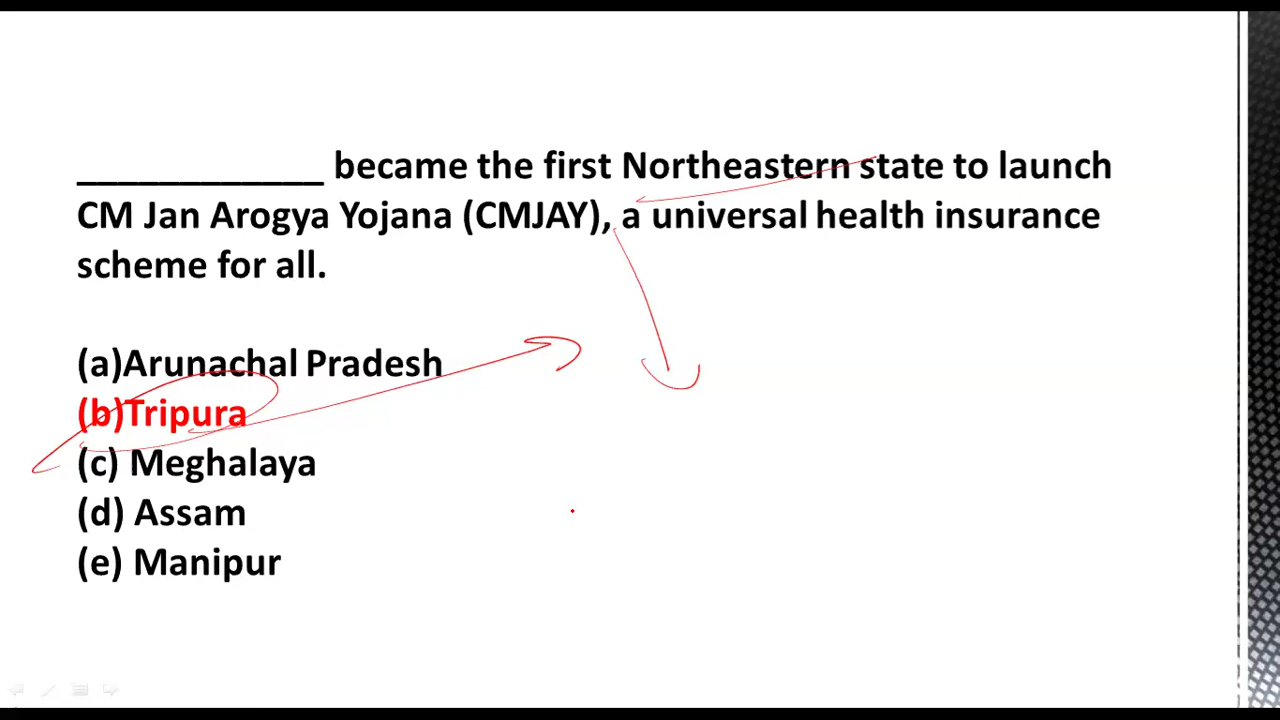 ____________ became the first Northeastern state to launch
CM Jan Arogya Yojana (CMJAY), a universal health insurance
scheme for all.
(a)Arunachal Pradesh
(b)Tripura
(c) Meghalaya
(d) Assam
(e) Manipur